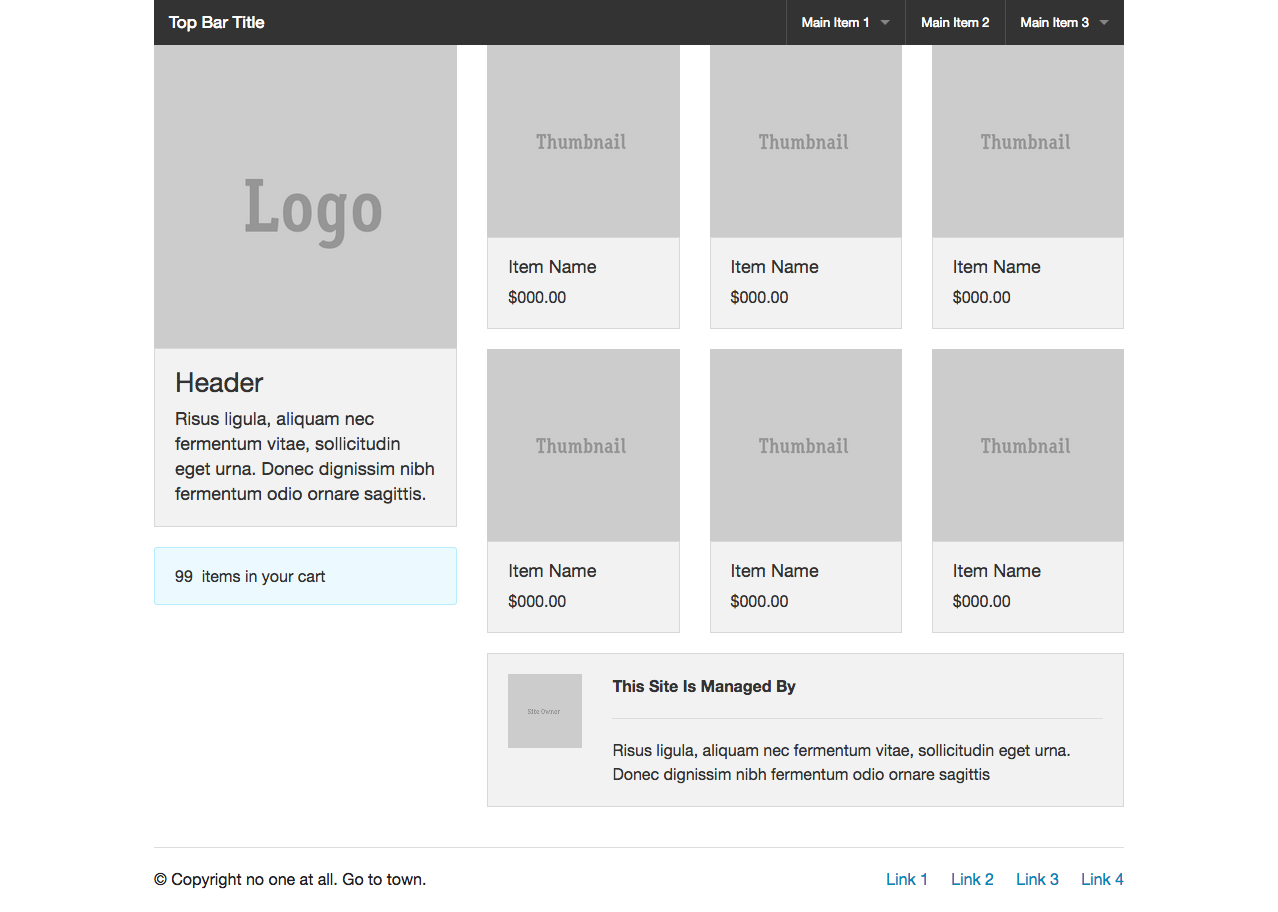 Top Bar Title
Main Item 1
Main Item 2
Main Item 3
Logo
Header
Risus ligula, aliquam nec
fermentum vitae, sollicitudin
eget urna. Donec dignissim nibh
fermentum odio ornare sagittis.
99 items in your cart
Thumbnail
Item Name
$000.00
Thumbnail
Item Name
$000.00
Thumbnail
Item Name
$000.00
Thumbnail
Item Name
$000.00
Thumbnail
Item Name
$000.00
Thumbnail
Item Name
$000.00
Site Owner
This Site Is Managed By
Risus ligula, aliquam nec fermentum vitae, sollicitudin eget urna.
Donec dignissim nibh fermentum odio ornare sagittis
© Copyright no one at all. Go to town.
Link 1
Link 2
Link 3
Link 4